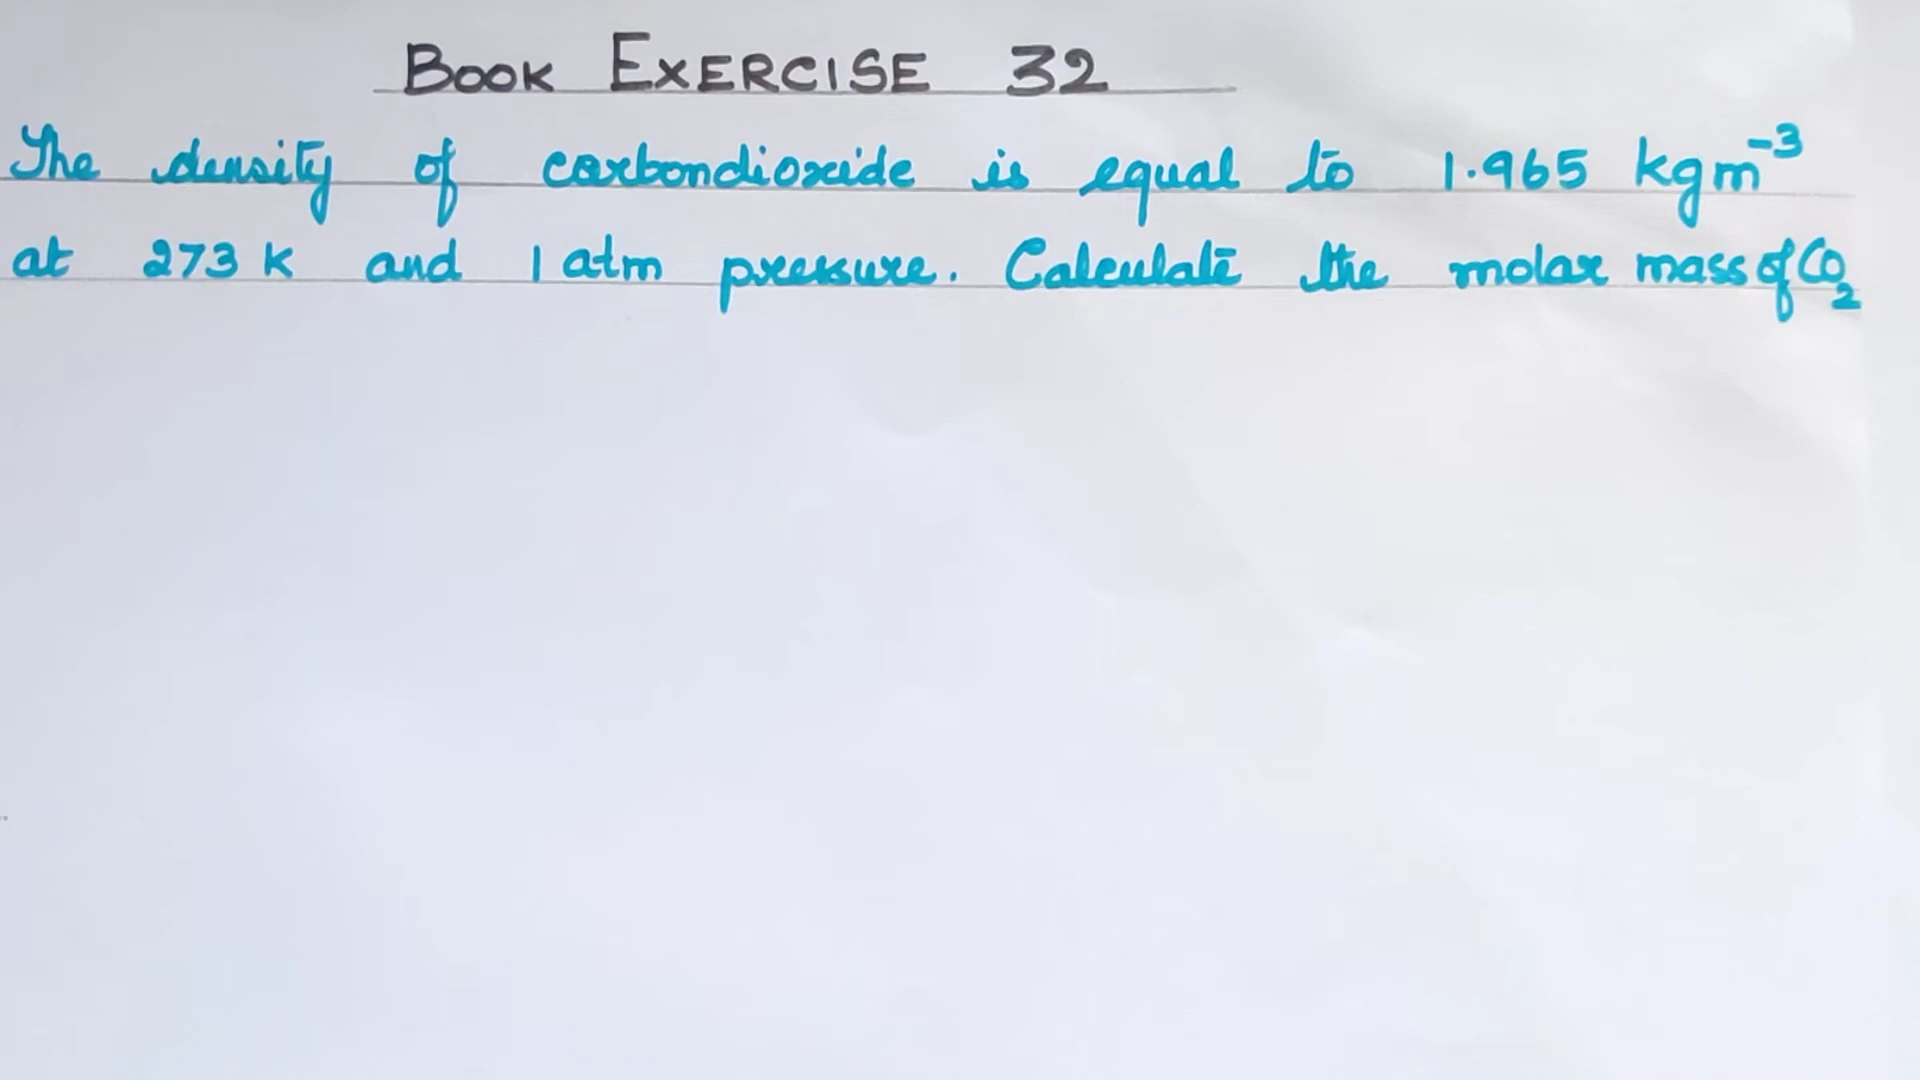 BOOK EXERCISE 32
The density of carbondioxide is equal to 1.965 kgm⁻³
at 273 K and 1 atm pressure. Calculate the molar mass of CO₂